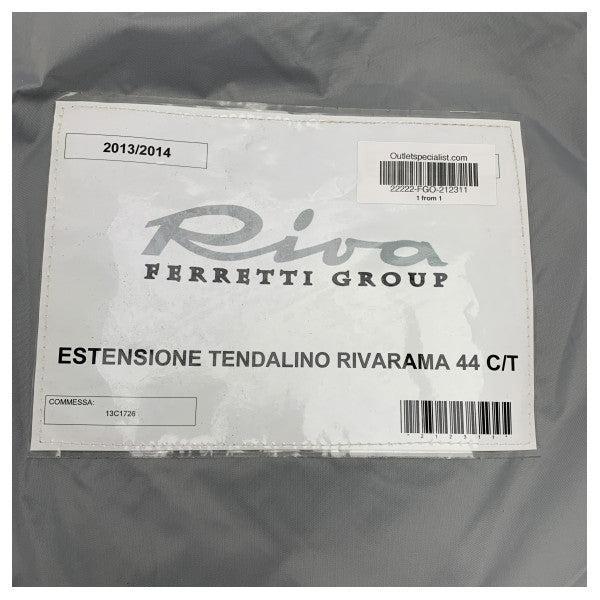 2013/2014
Outletspecialist.com
22222-FGO-212311
1 from 1
Riva
FERRETTI GROUP
ESTENSIONE TENDALINO RIVARAMA 44 C/T
COMMESSA:
13C1726
*212311*